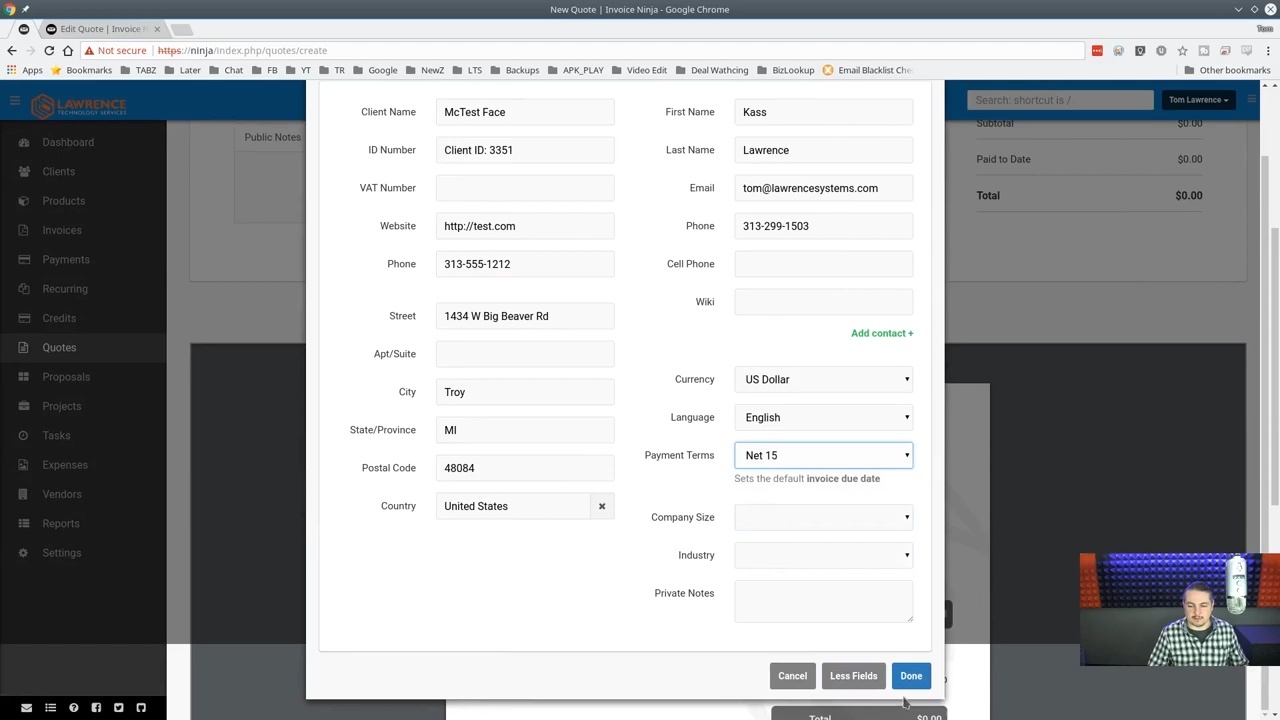 New Quote | Invoice Ninja - Google Chrome
Edit Quote | Invoice N
Tom
Not secure
https://ninja/index.php/quotes/create
Apps
Bookmarks
TABZ
Later
Chat
FB
YT
TR
Google
NewZ
LTS
Backups
APK_PLAY
Video Edit
Deal Wathcing
BizLookup
Email Blacklist Che
Other bookmarks
LAWRENCE
TECHNOLOGY SERVICES
Search: shortcut is /
Tom Lawrence
Dashboard
Clients
Products
Invoices
Payments
Recurring
Credits
Quotes
Proposals
Projects
Tasks
Expenses
Vendors
Reports
Settings
Public Notes
Client Name McTest Face
ID Number Client ID: 3351
VAT Number
Website http://test.com
Phone 313-555-1212
Street 1434 W Big Beaver Rd
Apt/Suite
City Troy
State/Province MI
Postal Code 48084
Country United States
First Name Kass
Last Name Lawrence
Email tom@lawrencesystems.com
Phone 313-299-1503
Cell Phone
Wiki
Add contact +
Currency US Dollar
Language English
Payment Terms Net 15
Sets the default invoice due date
Company Size
Industry
Private Notes
Cancel
Less Fields
Done
Subtotal $0.00
Paid to Date $0.00
Total $0.00
Total $0.00